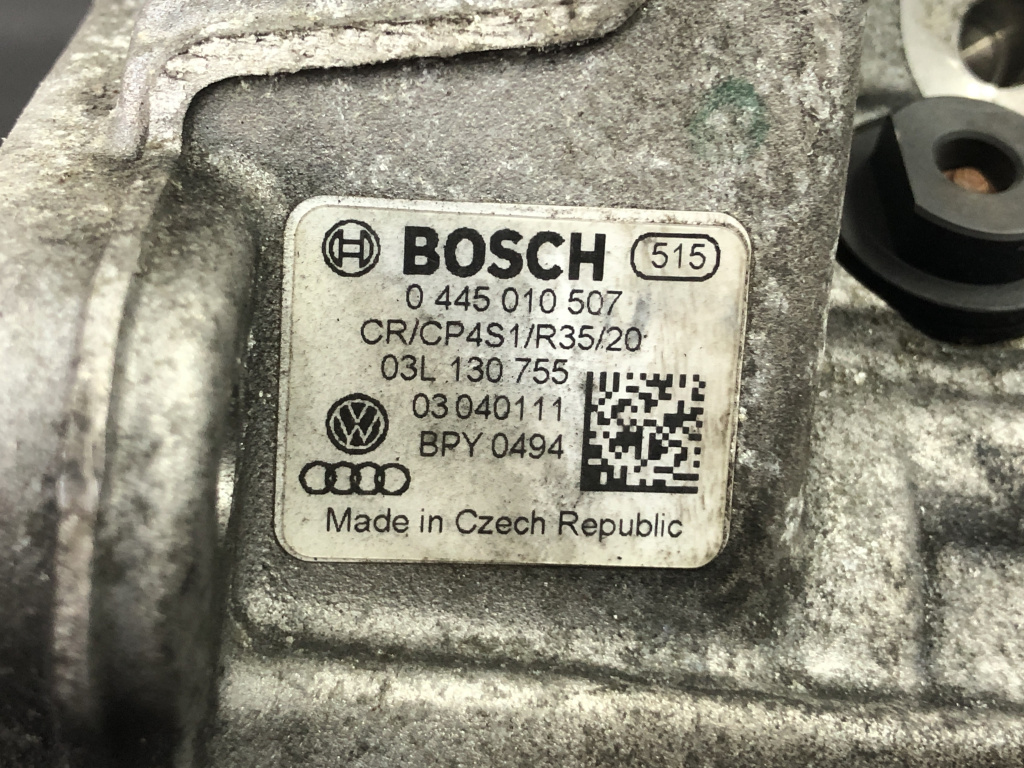 BOSCH 515
0 445 010 507
CR/CP4S1/R35/20
03L 130 755
03 040111
BPY 0494
Made in Czech Republic